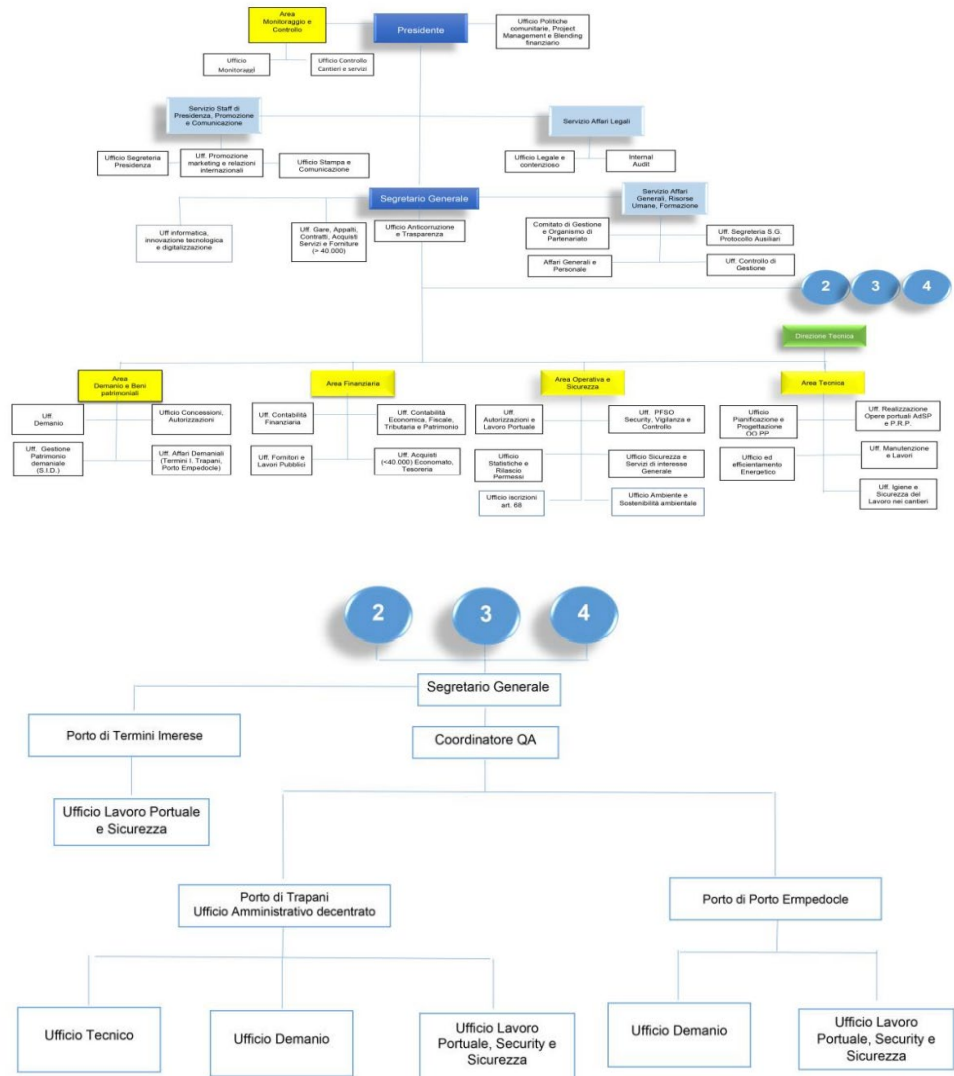 Area
Monitoraggio e
Controllo
Presidente
Ufficio Politiche
comunitarie, Project
Management e Blending
finanziario
Ufficio
Monitoraggi
Ufficio Controllo
Cantieri e servizi
Servizio Staff di
Presidenza, Promozione
e Comunicazione
Servizio Affari Legali
Ufficio Segreteria
Presidenza
Uff. Promozione
marketing e relazioni
internazionali
Ufficio Stampa e
Comunicazione
Ufficio Legale e
contenzioso
Internal
Audit
Segretario Generale
Servizio Affari
Generali, Risorse
Umane, Formazione
Uff informatica,
innovazione tecnologica
e digitalizzazione
Uff. Gare, Appalti,
Contratti, Acquisti
Servizi e Forniture
(> 40.000)
Ufficio Anticorruzione
e Trasparenza
Comitato di Gestione
e Organismo di
Partenariato
Uff. Segreteria S.G.
Protocollo Ausiliari
Affari Generali e
Personale
Uff. Controllo di
Gestione
2 3 4
Direzione Tecnica
Area
Demanio e Beni
patrimoniali
Area Finanziaria
Area Operativa e
Sicurezza
Area Tecnica
Uff.
Demanio
Ufficio Concessioni,
Autorizzazioni
Uff. Contabilità
Finanziaria
Uff. Contabilità
Economica, Fiscale,
Tributaria e Patrimonio
Uff.
Autorizzazioni e
Lavoro Portuale
Uff. PFSO
Security, Vigilanza e
Controllo
Ufficio
Pianificazione e
Progettazione
OO.PP.
Uff. Realizzazione
Opere portuali AdSP
e P.R.P.
Uff. Gestione
Patrimonio
demaniale
(S.I.D.)
Uff. Affari Demaniali
(Termini I. Trapani,
Porto Empedocle)
Uff. Fornitori e
Lavori Pubblici
Uff. Acquisti
(<40.000) Economato,
Tesoreria
Ufficio
Statistiche e
Rilascio
Permessi
Ufficio Sicurezza e
Servizi di interesse
Generale
Ufficio ed
efficientamento
Energetico
Uff. Manutenzione
e Lavori
Ufficio iscrizioni
art. 68
Ufficio Ambiente e
Sostenibilità ambientale
Uff. Igiene e
Sicurezza del
Lavoro nei cantieri
2 3 4
Segretario Generale
Porto di Termini Imerese
Coordinatore QA
Ufficio Lavoro Portuale
e Sicurezza
Porto di Trapani
Ufficio Amministrativo decentrato
Porto di Porto Ermpedocle
Ufficio Tecnico
Ufficio Demanio
Ufficio Lavoro
Portuale, Security e
Sicurezza
Ufficio Demanio
Ufficio Lavoro
Portuale, Security e
Sicurezza